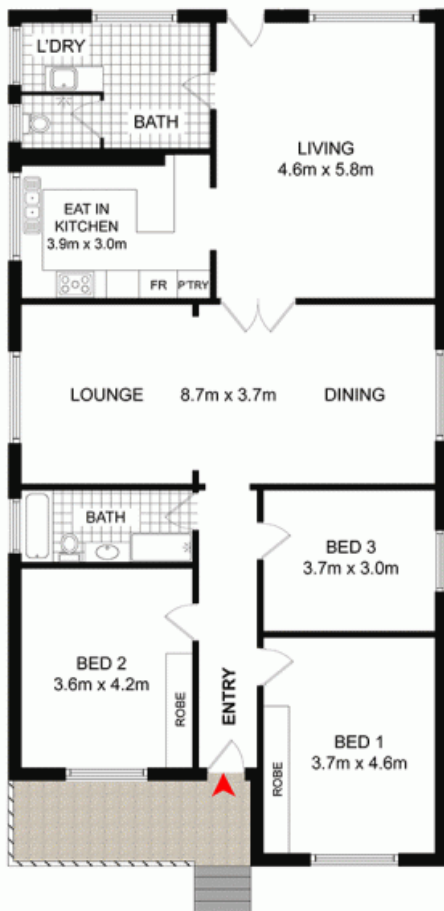 L'DRY
BATH
LIVING
4.6m x 5.8m
EAT IN
KITCHEN
3.9m x 3.0m
FR
P'TRY
LOUNGE 8.7m x 3.7m DINING
BATH
BED 3
3.7m x 3.0m
BED 2
3.6m x 4.2m
ROBE
ENTRY
BED 1
3.7m x 4.6m
ROBE